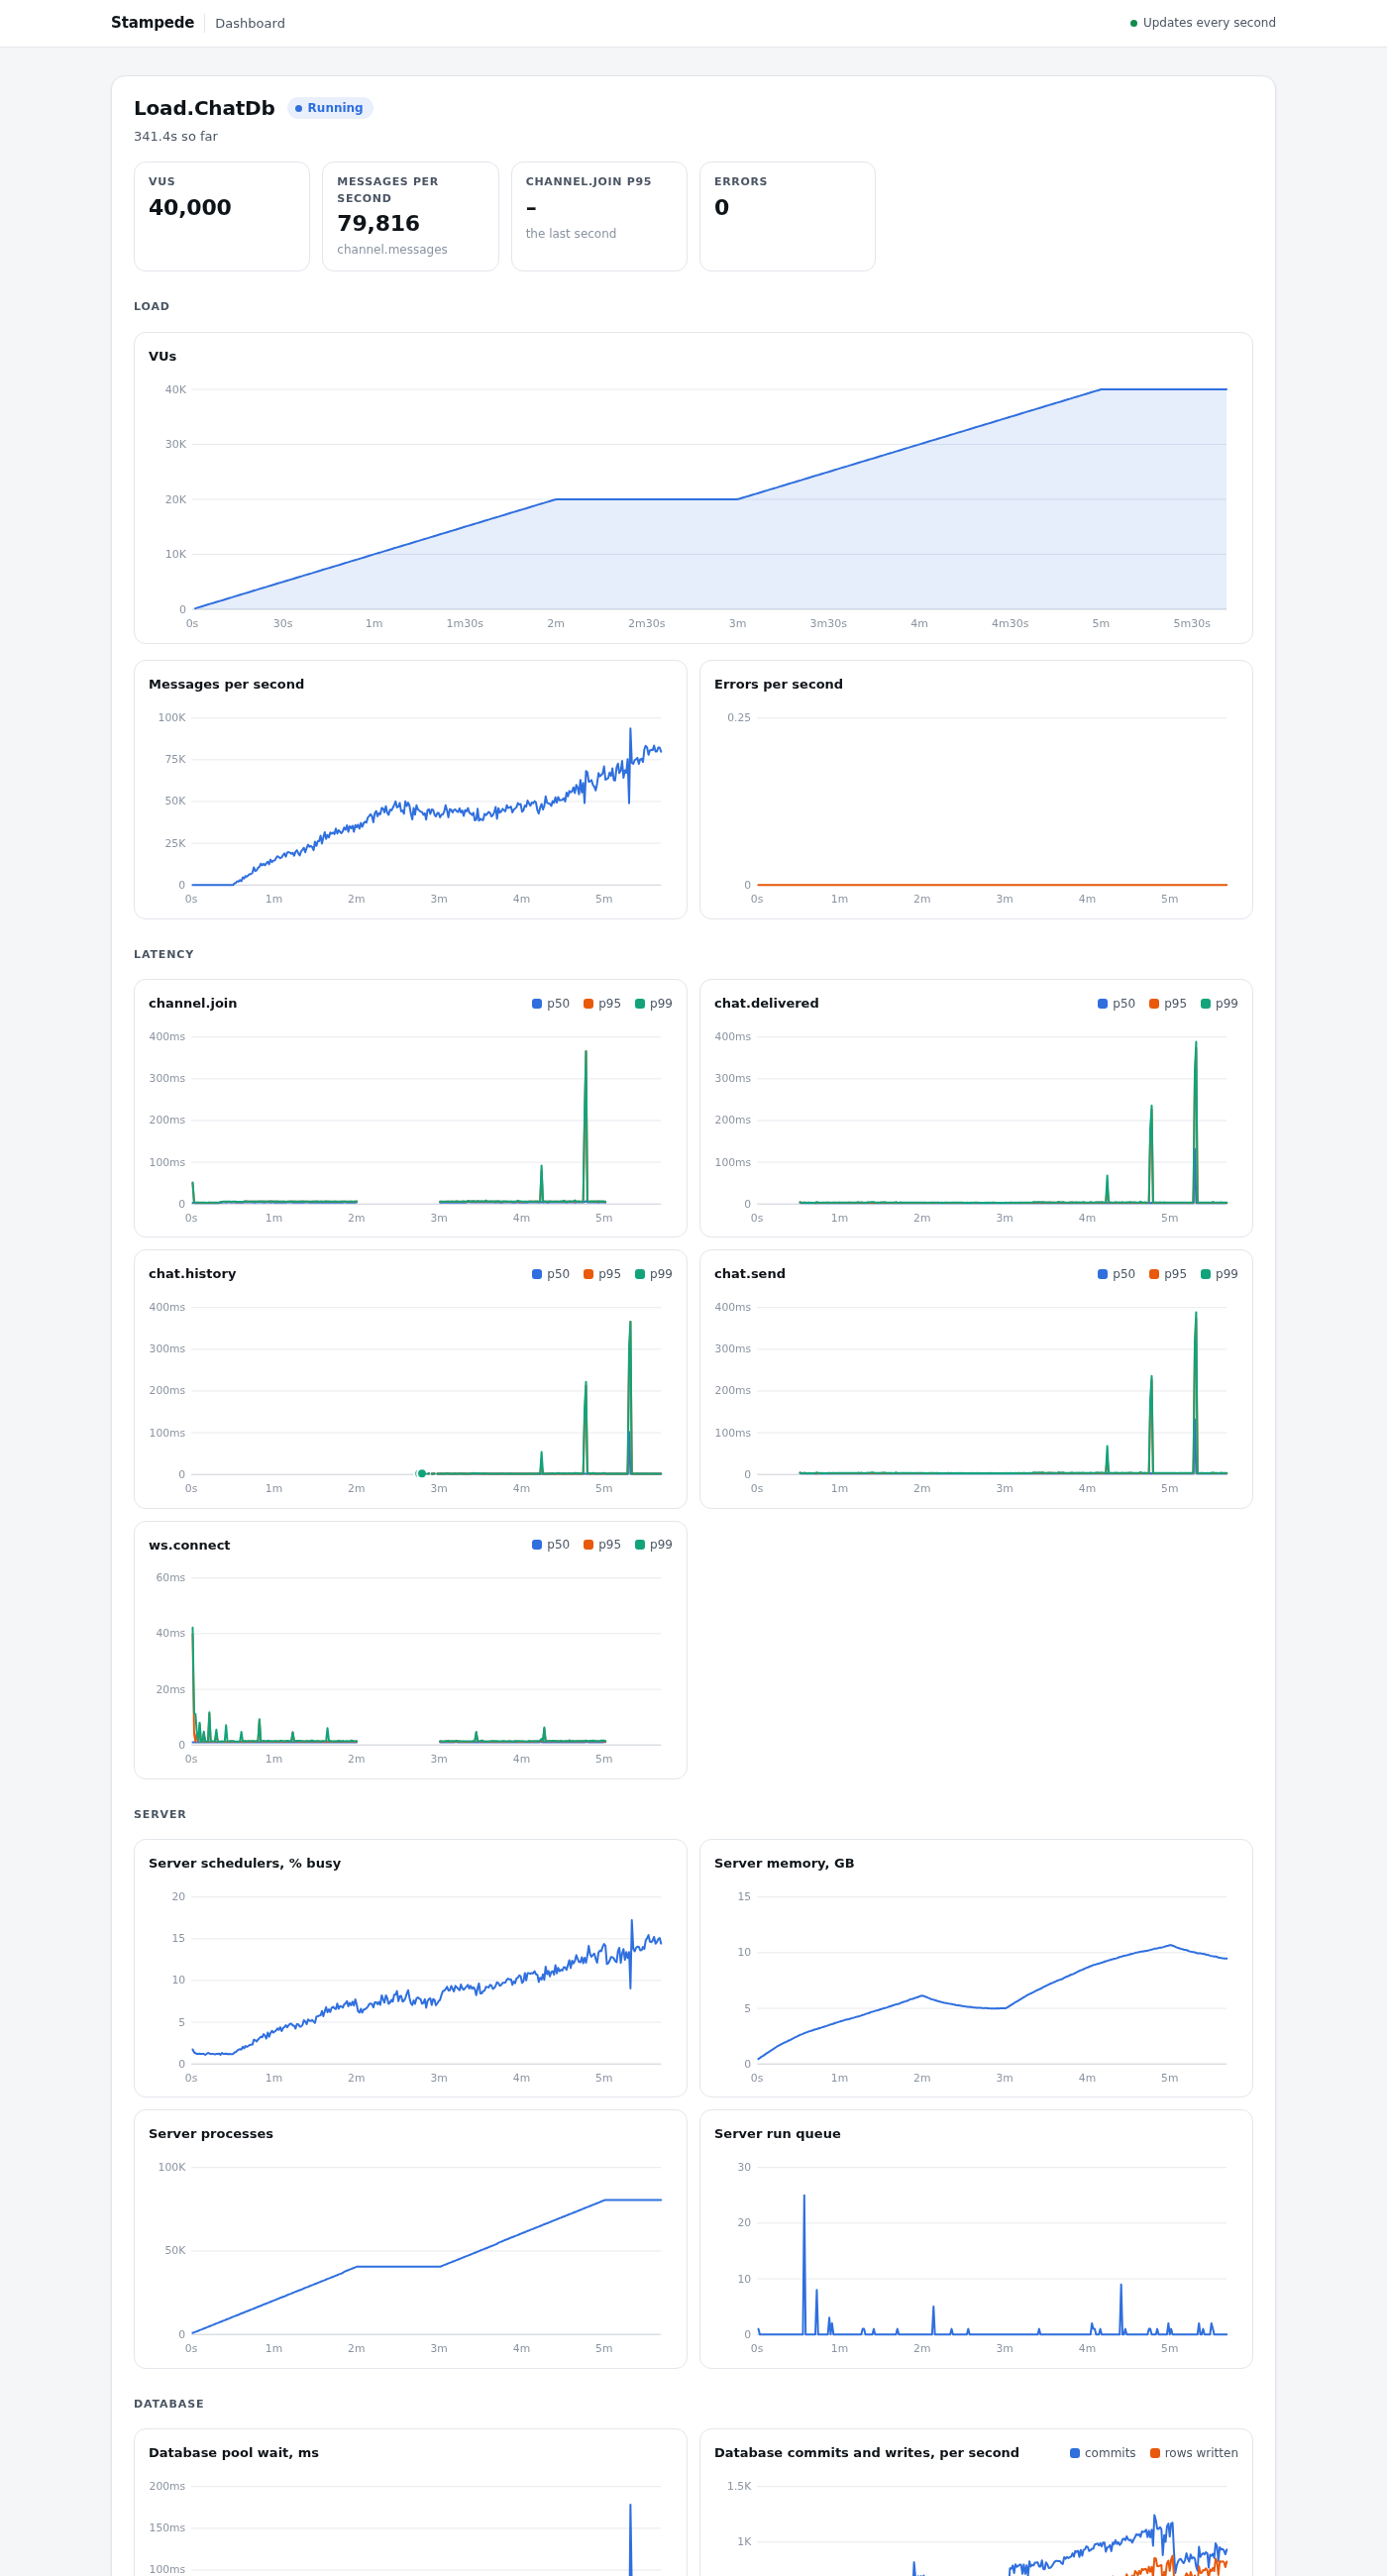 Stampede Dashboard Updates every second
Load.ChatDb Running
341.4s so far
VUS
40,000
MESSAGES PER SECOND
79,816
channel.messages
CHANNEL.JOIN P95
–
the last second
ERRORS
0
LOAD
VUs
40K
30K
20K
10K
0
0s 30s 1m 1m30s 2m 2m30s 3m 3m30s 4m 4m30s 5m 5m30s
Messages per second
100K
75K
50K
25K
0
0s 1m 2m 3m 4m 5m
Errors per second
0.25
0
0s 1m 2m 3m 4m 5m
LATENCY
channel.join p50 p95 p99
400ms
300ms
200ms
100ms
0
0s 1m 2m 3m 4m 5m
chat.delivered p50 p95 p99
400ms
300ms
200ms
100ms
0
0s 1m 2m 3m 4m 5m
chat.history p50 p95 p99
400ms
300ms
200ms
100ms
0
0s 1m 2m 3m 4m 5m
chat.send p50 p95 p99
400ms
300ms
200ms
100ms
0
0s 1m 2m 3m 4m 5m
ws.connect p50 p95 p99
60ms
40ms
20ms
0
0s 1m 2m 3m 4m 5m
SERVER
Server schedulers, % busy
20
15
10
5
0
0s 1m 2m 3m 4m 5m
Server memory, GB
15
10
5
0
0s 1m 2m 3m 4m 5m
Server processes
100K
50K
0
0s 1m 2m 3m 4m 5m
Server run queue
30
20
10
0
0s 1m 2m 3m 4m 5m
DATABASE
Database pool wait, ms
200ms
150ms
100ms
Database commits and writes, per second commits rows written
1.5K
1K